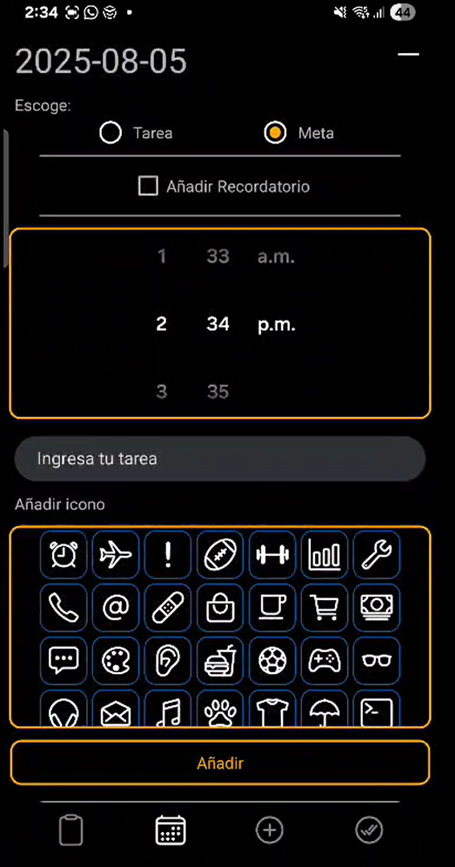 2:34
44
2025-08-05
Escoge:
Tarea Meta
Añadir Recordatorio
1 33 a.m.
2 34 p.m.
3 35
Ingresa tu tarea
Añadir icono
Añadir